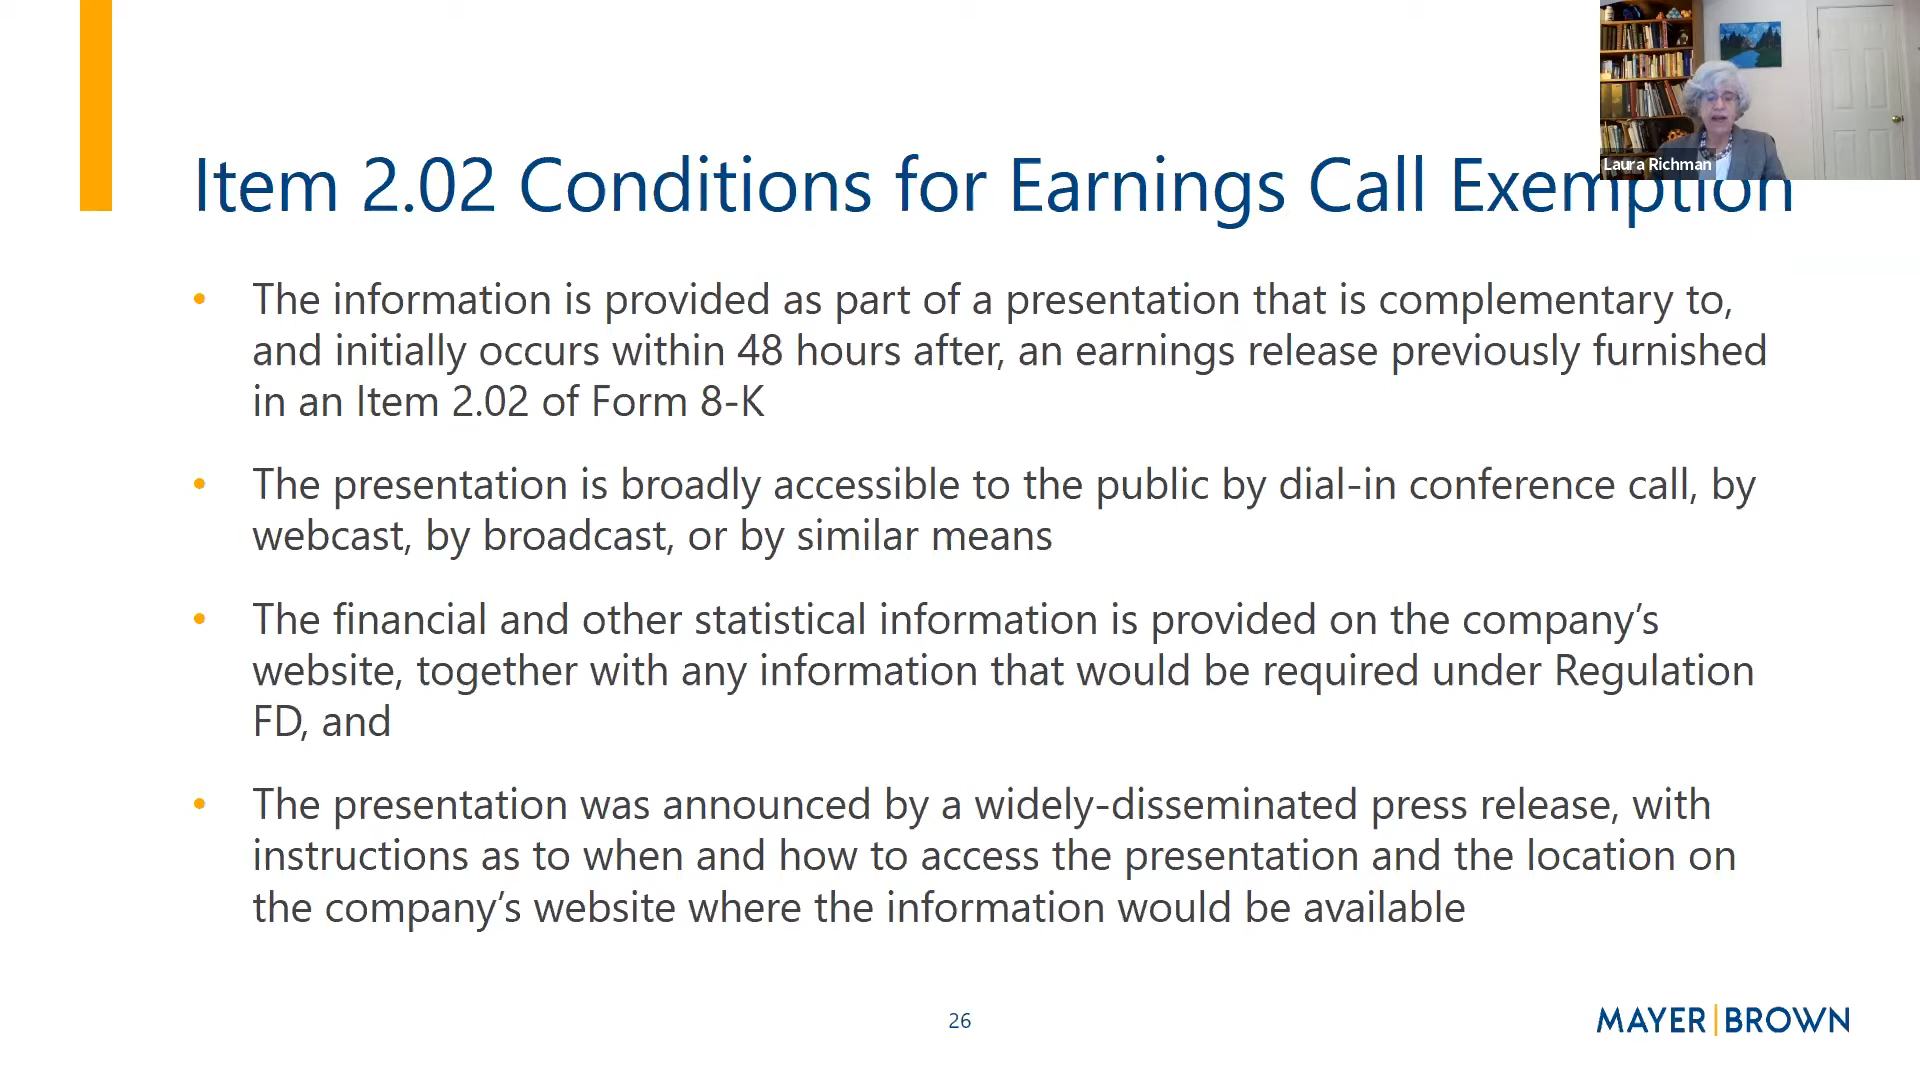 Laura Richman
Item 2.02 Conditions for Earnings Call Exemption
• The information is provided as part of a presentation that is complementary to,
and initially occurs within 48 hours after, an earnings release previously furnished
in an Item 2.02 of Form 8-K
• The presentation is broadly accessible to the public by dial-in conference call, by
webcast, by broadcast, or by similar means
• The financial and other statistical information is provided on the company’s
website, together with any information that would be required under Regulation
FD, and
• The presentation was announced by a widely-disseminated press release, with
instructions as to when and how to access the presentation and the location on
the company’s website where the information would be available
26
MAYER|BROWN